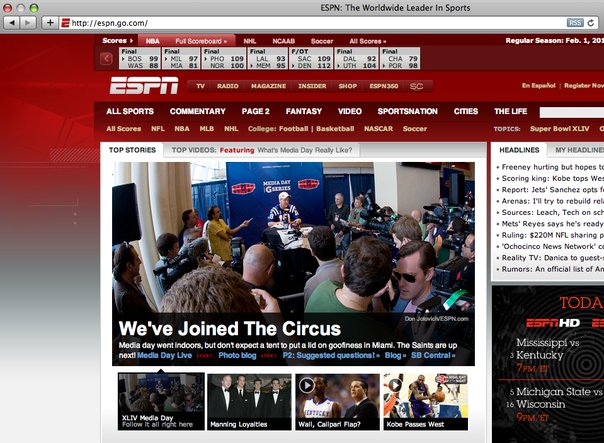 ESPN: The Worldwide Leader In Sports
http://espn.go.com/
RSS
Scores
NBA
Full Scoreboard »
NHL
NCAAB
Soccer
All Scores »
Regular Season: Feb. 1, 20
Final
BOS 99
WAS 88
Final
MIL 97
MIA 81
Final
PHO 109
NOR 100
Final
LAL 93
MEM 95
F/OT
SAC 109
DEN 112
Final
DAL 92
UTH 104
Final
CHA 79
POR 98
ESPN
TV
RADIO
MAGAZINE
INSIDER
SHOP
ESPN360
SC
En Español | Register Now
ALL SPORTS
COMMENTARY
PAGE 2
FANTASY
VIDEO
SPORTSNATION
CITIES
THE LIFE
All Scores
NFL
MLB
NBA
NHL
College: Football | Basketball
NASCAR
Soccer
TOPICS:
Super Bowl XLIV
TOP STORIES
TOP VIDEOS: Featuring What's Media Day Really Like?
MEDIA DAY
Don Jolovich/ESPN.com
We've Joined The Circus
Media day went indoors, but don't expect a tent to put a lid on goofiness in Miami. The Saints are up
next! Media Day Live LIVE! Photo blog LIVE! P2: Suggested questions! » Blog » SB Central »
XLIV Media Day
Follow it all right here
Manning Loyalties
Wall, Calipari Flap?
Kobe Passes West
HEADLINES
MY HEADLINES
• Freeney hurting but hopes to
• Scoring king: Kobe tops Wes
• Report: Jets' Sanchez opts f
• Arenas: I'll try to rebuild rela
• Sources: Leach, Tech on sch
• Mets' Reyes says he's ready
• Ruling: $220M NFL sharing p
• 'Ochocinco News Network' c
• Reality TV: Danica to guest-s
• Rumors: An official list of An
TODA
ESPN HD
Mississippi vs
3 Kentucky
7PM/ET
5 Michigan State vs
16 Wisconsin
9PM/ET